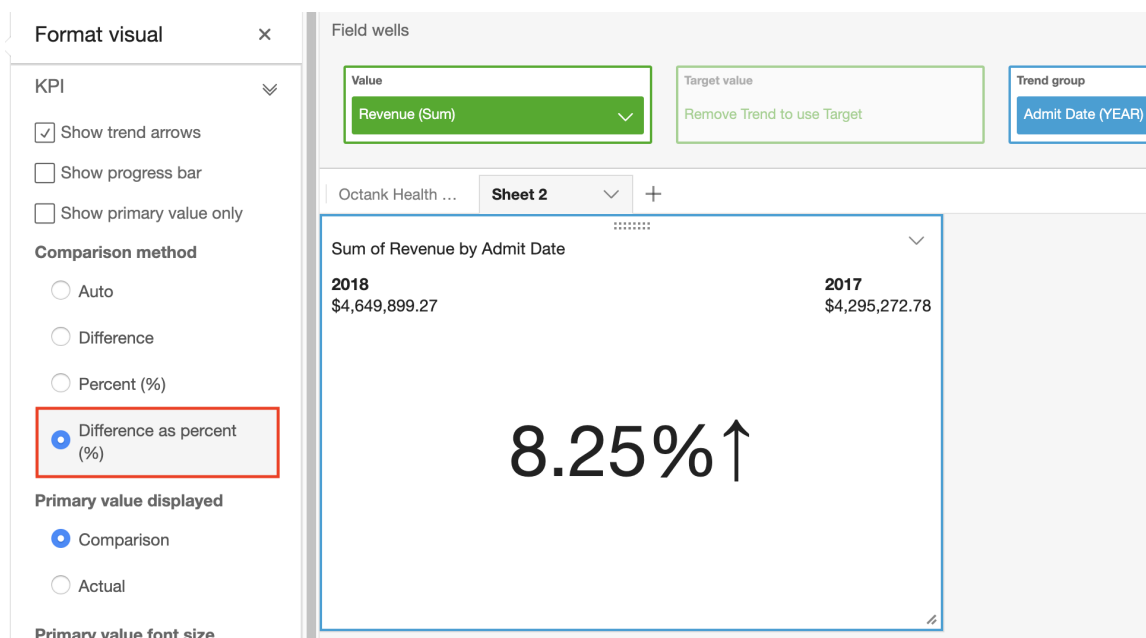 Format visual
KPI
Show trend arrows
Show progress bar
Show primary value only
Comparison method
Auto
Difference
Percent (%)
Difference as percent
(%)
Primary value displayed
Comparison
Actual
Primary value font size
Field wells
Value
Revenue (Sum)
Target value
Remove Trend to use Target
Trend group
Admit Date (YEAR)
Octank Health ...
Sheet 2
Sum of Revenue by Admit Date
2018
$4,649,899.27
2017
$4,295,272.78
8.25%↑